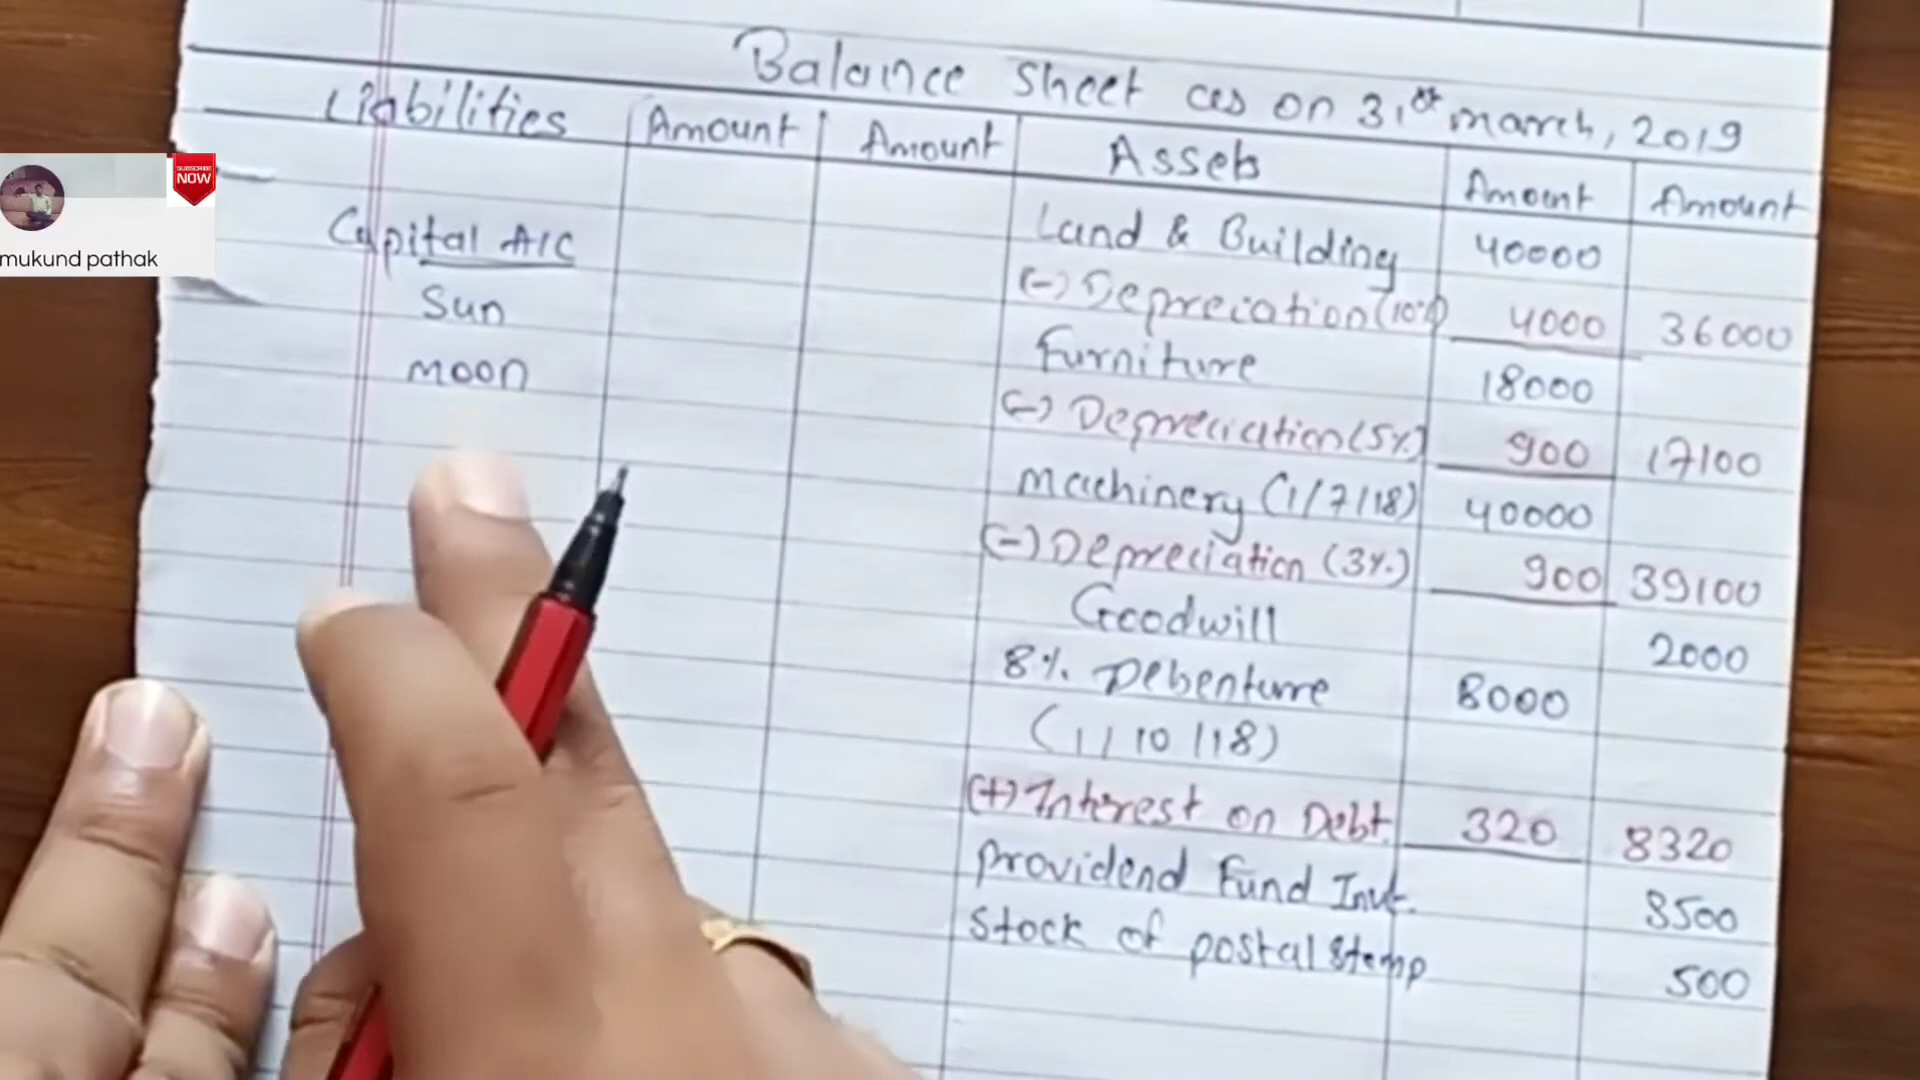 Balance Sheet as on 31st march, 2019
Liabilities Amount Amount Assets Amount Amount
SUBSCRIBE
NOW
mukund pathak
Capital A/C
Sun
moon
Land & Building 40000
(-) Depreciation (10%) 4000 36000
Furniture 18000
(-) Depreciation (5%) 900 17100
Machinery (1/7/18) 40000
(-) Depreciation (3%.) 900 39100
Goodwill 2000
8%. Debenture 8000
(1/10/18)
(+) Interest on Debt. 320 8320
Providend Fund Invt. 8500
Stock of postal stemp 500